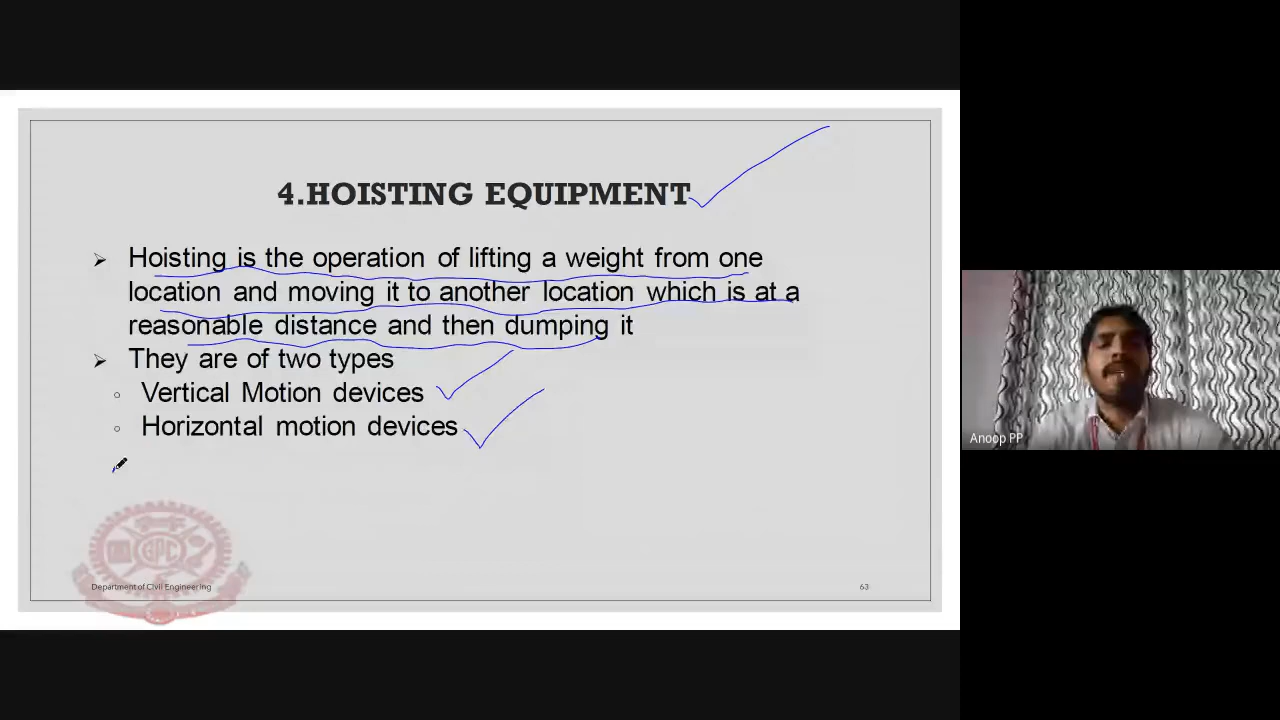 4.HOISTING EQUIPMENT
Hoisting is the operation of lifting a weight from one
location and moving it to another location which is at a
reasonable distance and then dumping it
They are of two types
Vertical Motion devices
Horizontal motion devices
GPC
Department of Civil Engineering
63
Anoop PP